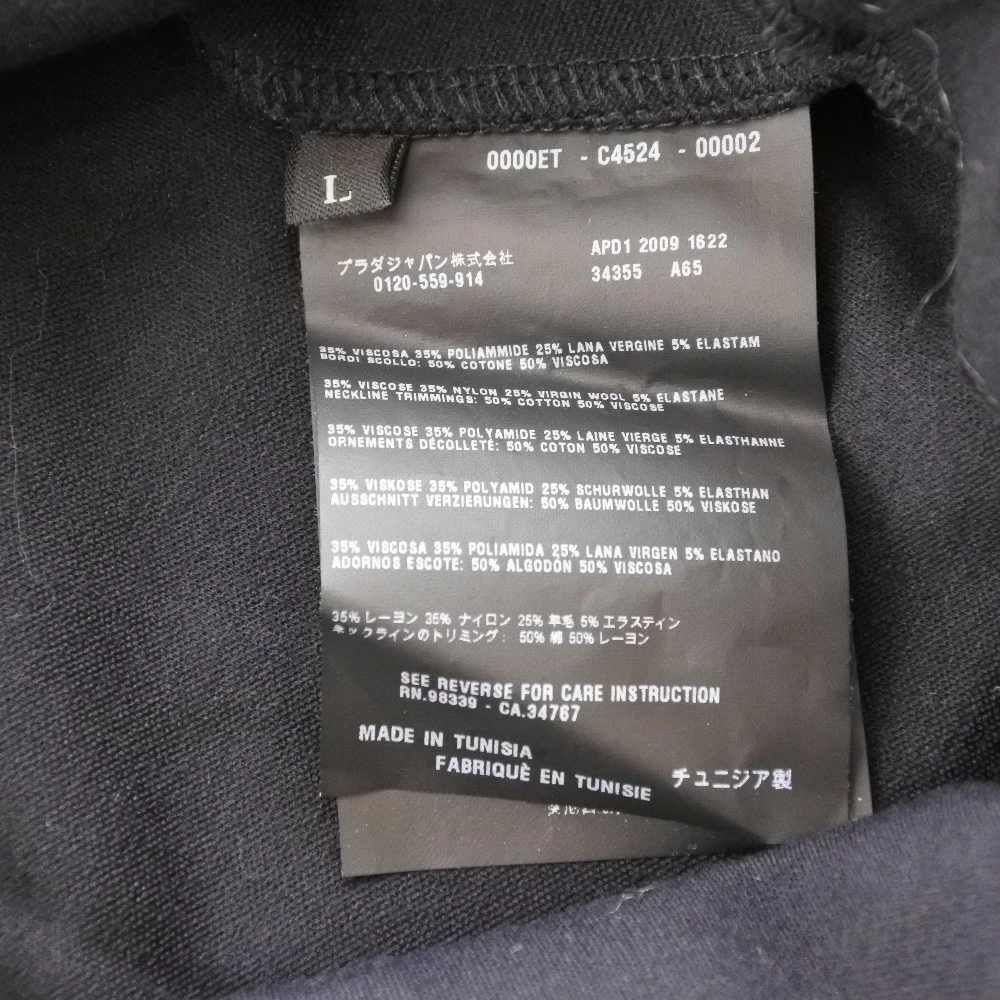 L
0000ET - C4524 - 00002
プラダジャパン株式会社
0120-559-914
APD1 2009 1622
34355 A65
35% VISCOSA 35% POLIAMMIDE 25% LANA VERGINE 5% ELASTAM
BORDI SCOLLO: 50% COTONE 50% VISCOSA
35% VISCOSE 35% NYLON 25% VIRGIN WOOL 5% ELASTANE
NECKLINE TRIMMINGS: 50% COTTON 50% VISCOSE
35% VISCOSE 35% POLYAMIDE 25% LAINE VIERGE 5% ELASTHANNE
ORNEMENTS DÉCOLLETÉ: 50% COTON 50% VISCOSE
35% VISKOSE 35% POLYAMID 25% SCHURWOLLE 5% ELASTHAN
AUSSCHNITT VERZIERUNGEN: 50% BAUMWOLLE 50% VISKOSE
35% VISCOSA 35% POLIAMIDA 25% LANA VIRGEN 5% ELASTANO
ADORNOS ESCOTE: 50% ALGODÓN 50% VISCOSA
35% レーヨン 35% ナイロン 25% 羊毛 5% エラスティン
ネックラインのトリミング: 50% 綿 50% レーヨン
SEE REVERSE FOR CARE INSTRUCTION
RN.98339 - CA.34767
MADE IN TUNISIA
FABRIQUÈ EN TUNISIE
チュニジア製